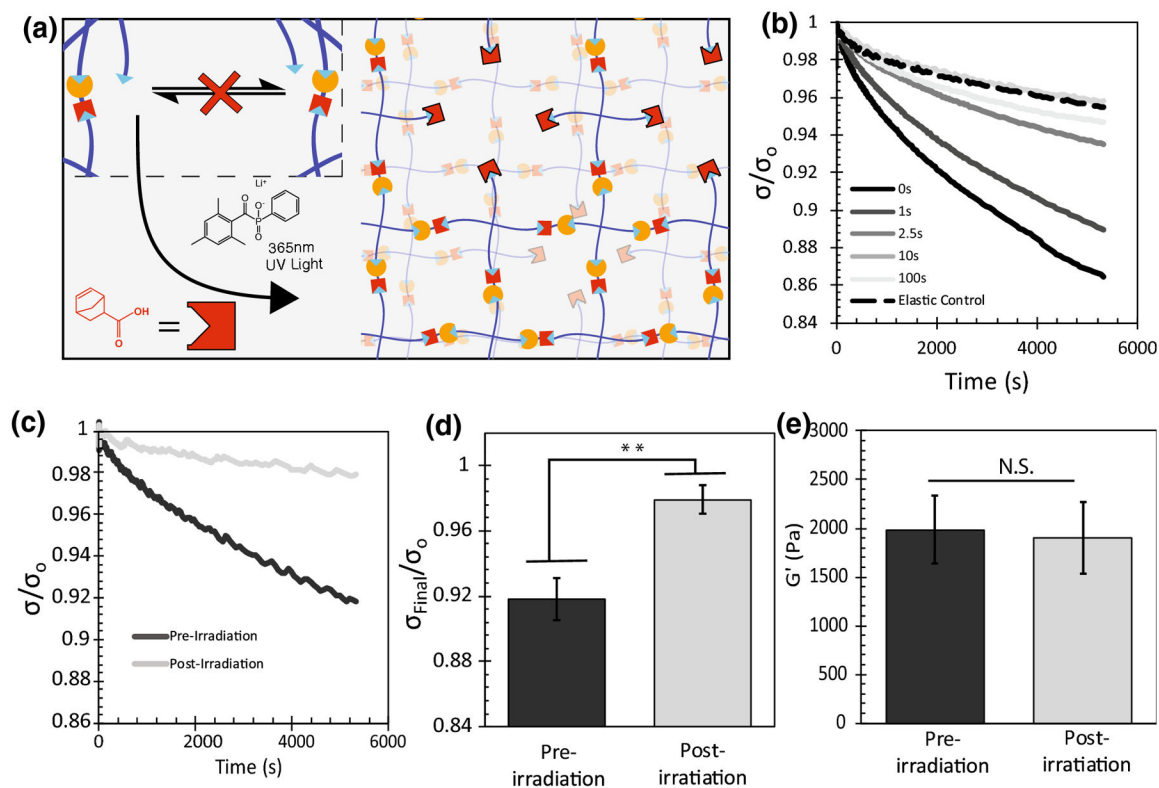 (a)
Li+
O
O-
P
O
365nm
UV Light
OH
O
=
(b)
1
0.96
0.94
0.9
0.88
0.86
0.84
σ/σo
0s
1s
2.5s
10s
100s
Elastic Control
0
2000
4000
6000
Time (s)
(c)
1
0.98
0.96
0.94
0.92
0.9
0.88
0.86
σ/σo
Pre-Irradiation
Post-Irradiation
0
2000
4000
6000
Time (s)
(d)
**
1
0.96
0.92
0.88
0.84
σFinal/σo
Pre-
irradiation
Post-
irratiation
(e)
3000
2500
2000
1500
1000
500
0
G' (Pa)
N.S.
Pre-
irradiation
Post-
irratiation